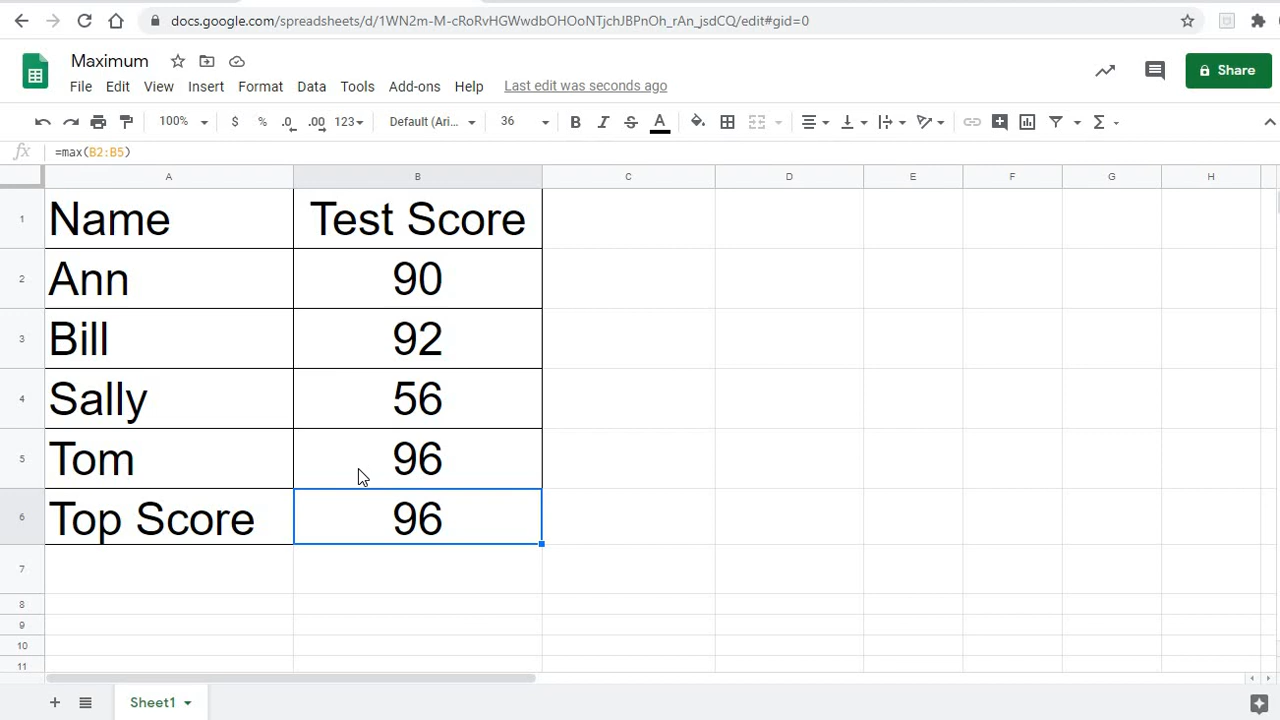 docs.google.com/spreadsheets/d/1WN2m-M-cRoRvHGWwdbOHOoNTjchJBPnOh_rAn_jsdCQ/edit#gid=0
Maximum
File Edit View Insert Format Data Tools Add-ons Help Last edit was seconds ago
Share
100% $ % .0 .00 123 Default (Ari... 36 B I S A Σ
fx =max(B2:B5)
A B C D E F G H
1 Name Test Score
2 Ann 90
3 Bill 92
4 Sally 56
5 Tom 96
6 Top Score 96
7
8
9
10
11
Sheet1